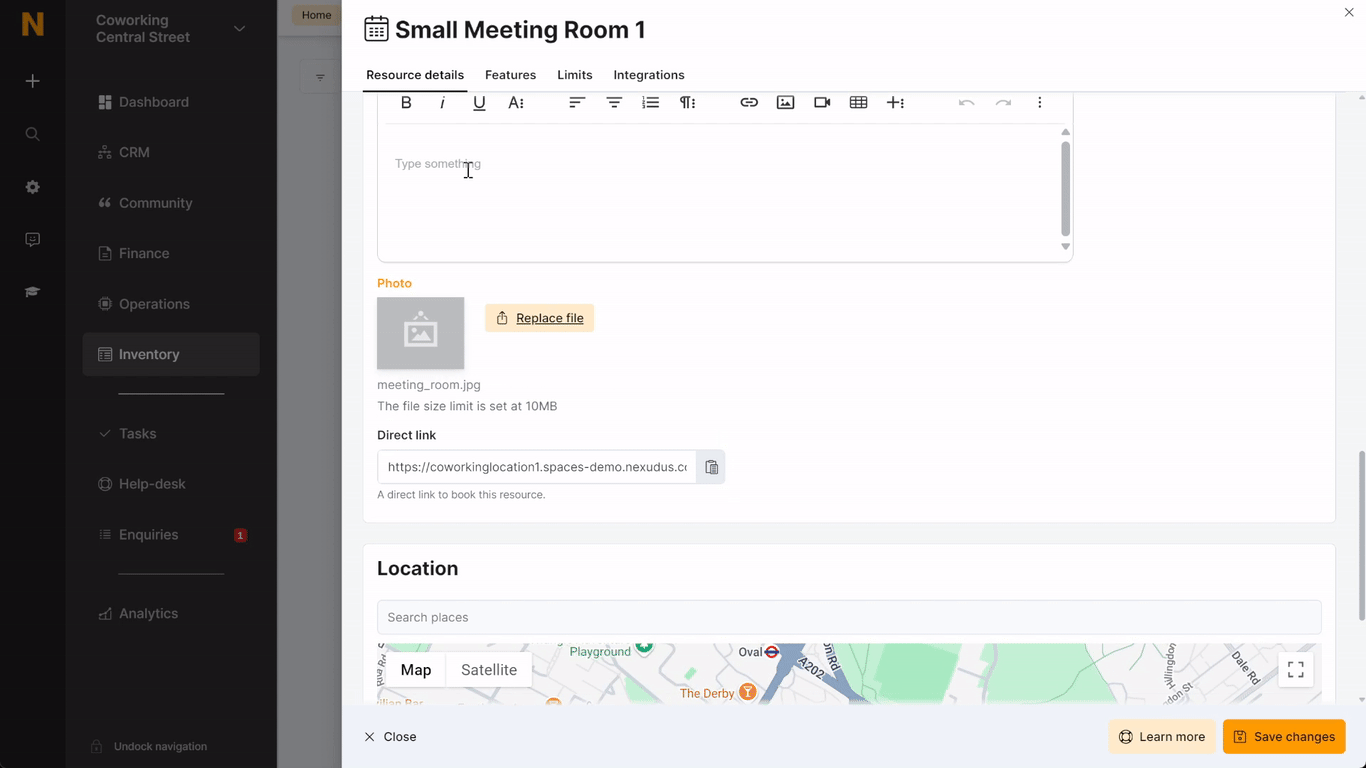 N
Coworking
Central Street
Dashboard
CRM
Community
Finance
Operations
Inventory
Tasks
Help-desk
Enquiries
1
Analytics
Undock navigation
Home
Small Meeting Room 1
Resource details Features Limits Integrations
B i U A
Type something
Photo
Replace file
meeting_room.jpg
The file size limit is set at 10MB
Direct link
https://coworkinglocation1.spaces-demo.nexudus.co
A direct link to book this resource.
Location
Search places
Map Satellite
Playground
Oval
A202
The Derby
Dale Rd
Close
Learn more
Save changes